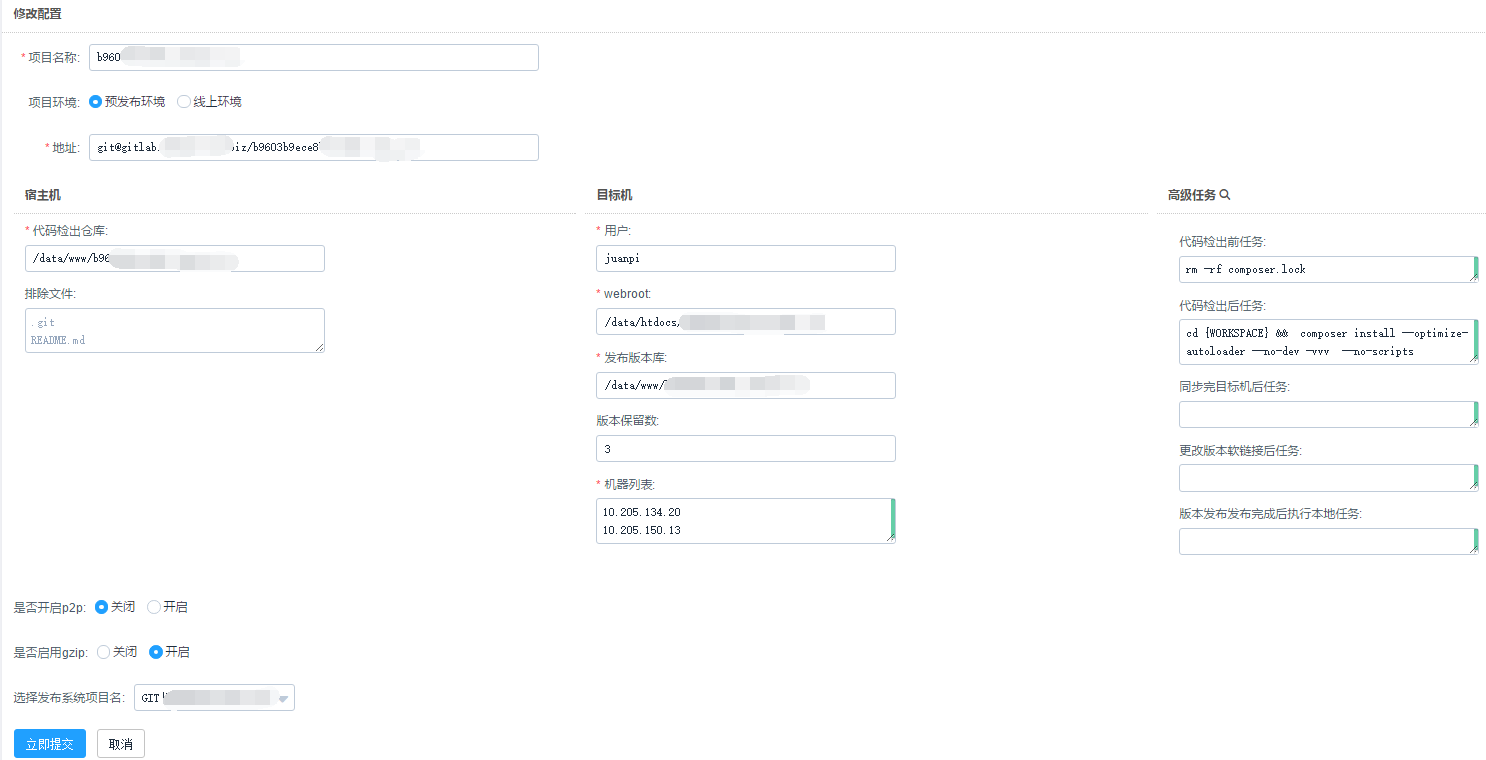 修改配置
* 项目名称: b960
项目环境: 预发布环境 线上环境
* 地址: git@gitlab. iz/b9603b9ece8
宿主机
* 代码检出仓库:
/data/www/b96
排除文件:
.git
README.md
目标机
* 用户:
juanpi
* webroot:
/data/htdocs/
* 发布版本库:
/data/www/
版本保留数:
3
* 机器列表:
10.205.134.20
10.205.150.13
高级任务
代码检出前任务:
rm -rf composer.lock
代码检出后任务:
cd {WORKSPACE} && composer install --optimize-
autoloader --no-dev -vvv --no-scripts
同步完目标机后任务:
更改版本软链接后任务:
版本发布发布完成后执行本地任务:
是否开启p2p: 关闭 开启
是否启用gzip: 关闭 开启
选择发布系统项目名: GIT
立即提交 取消